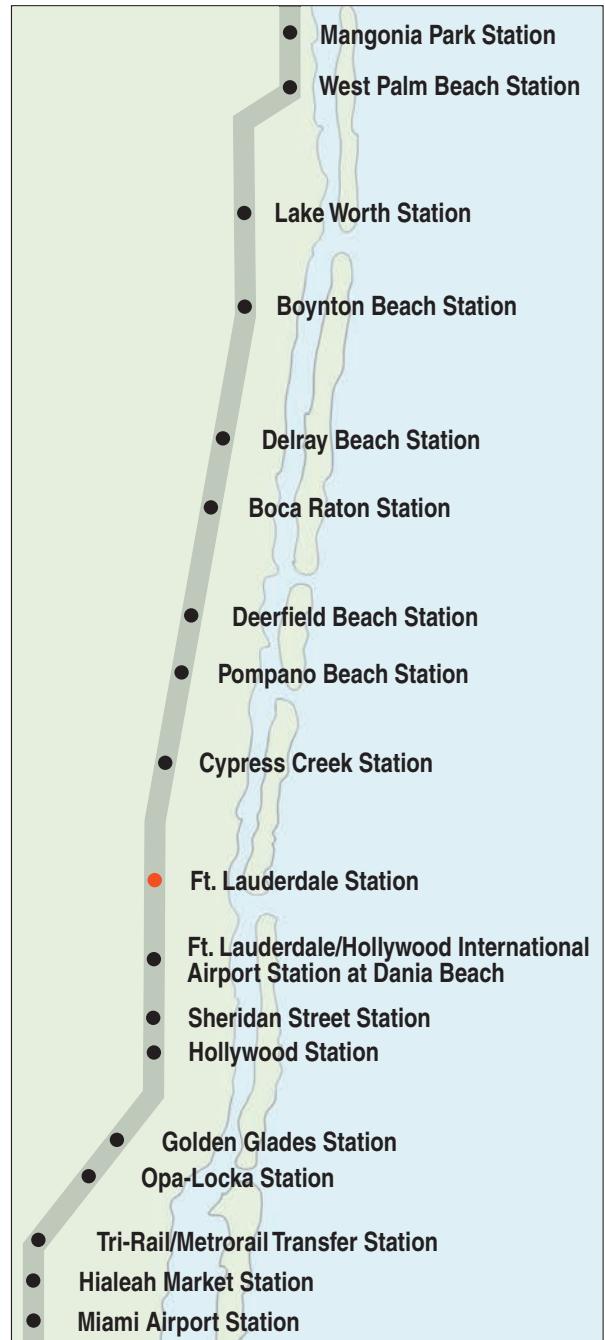 Mangonia Park Station
West Palm Beach Station
Lake Worth Station
Boynton Beach Station
Delray Beach Station
Boca Raton Station
Deerfield Beach Station
Pompano Beach Station
Cypress Creek Station
Ft. Lauderdale Station
Ft. Lauderdale/Hollywood International
Airport Station at Dania Beach
Sheridan Street Station
Hollywood Station
Golden Glades Station
Opa-Locka Station
Tri-Rail/Metrorail Transfer Station
Hialeah Market Station
Miami Airport Station